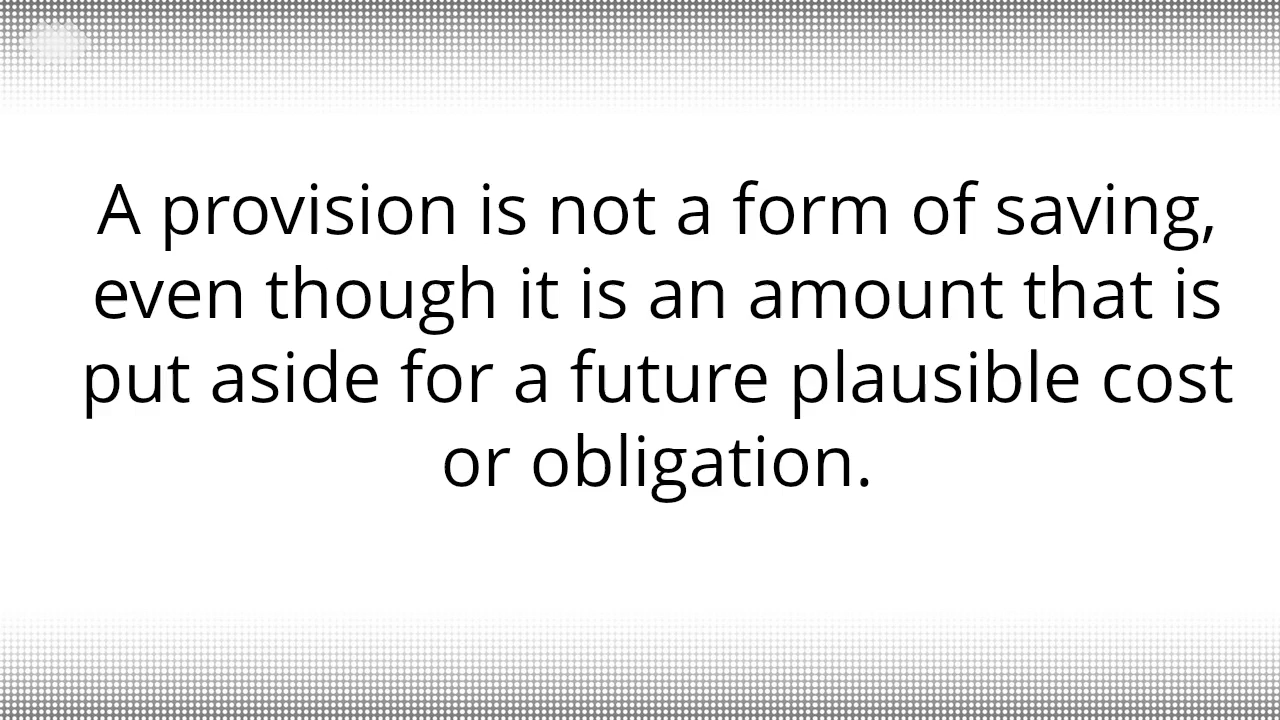 A provision is not a form of saving,
even though it is an amount that is
put aside for a future plausible cost
or obligation.